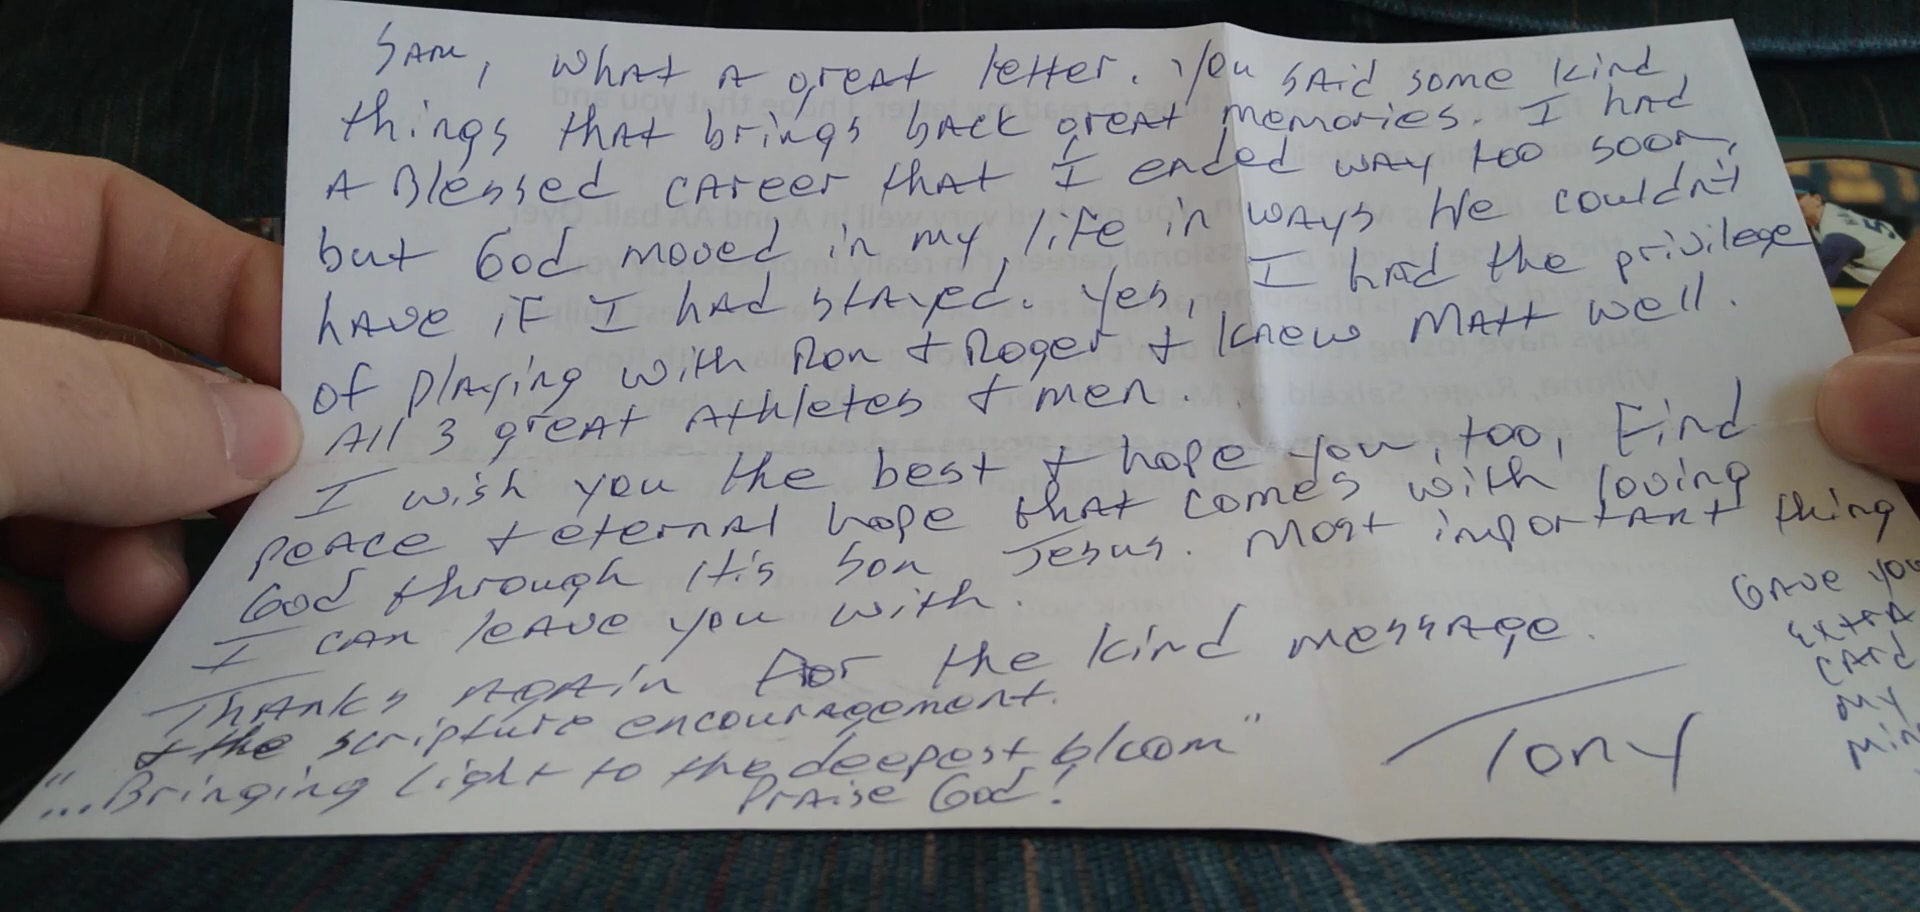 Sam, what a great letter. You said some kind
things that brings back great memories. I had
A Blessed career that I ended way too soon,
but God moved in my life in ways He couldn't
have if I had stayed. Yes, I had the privilege
of playing with Ron + Roger + knew Matt well.
All 3 great Athletes + men.
I wish you the best + hope you, too, Find
peace + eternal hope that comes with loving
God through it's Son Jesus. Most important thing
I can leave you with.
Thanks again For the kind message.
+ the scripture encouragement.
"...Bringing light to the deepest bloom"
Praise God!
Tony
Gave you
extra
card
my